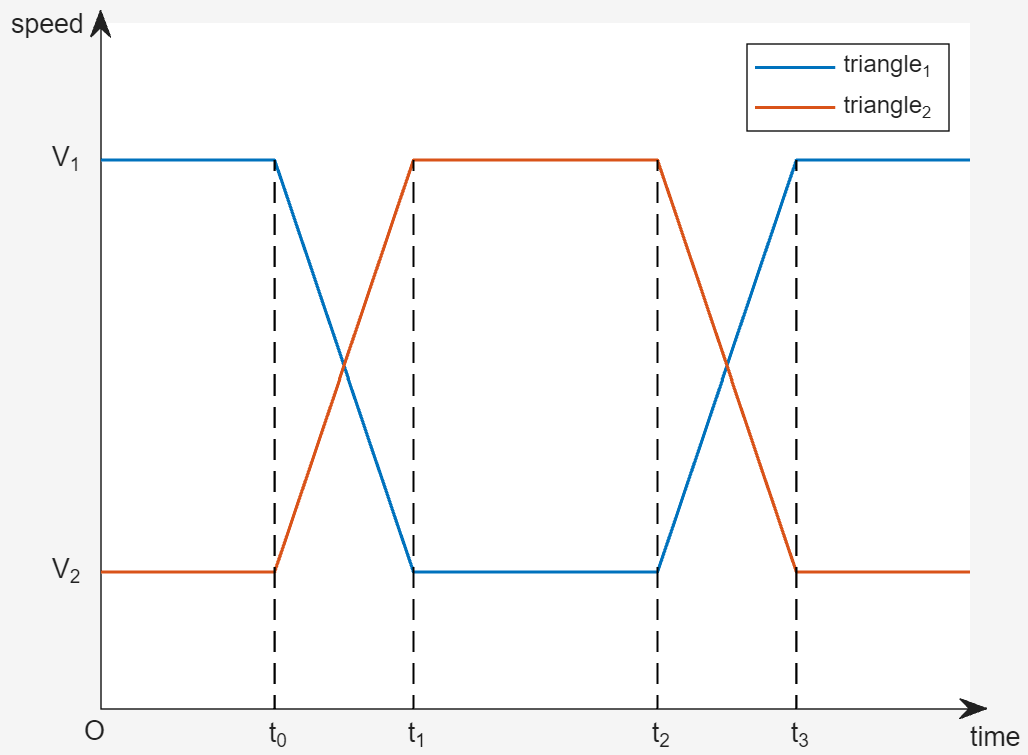 speed
triangle₁
triangle₂
V₁
V₂
O
t₀
t₁
t₂
t₃
time